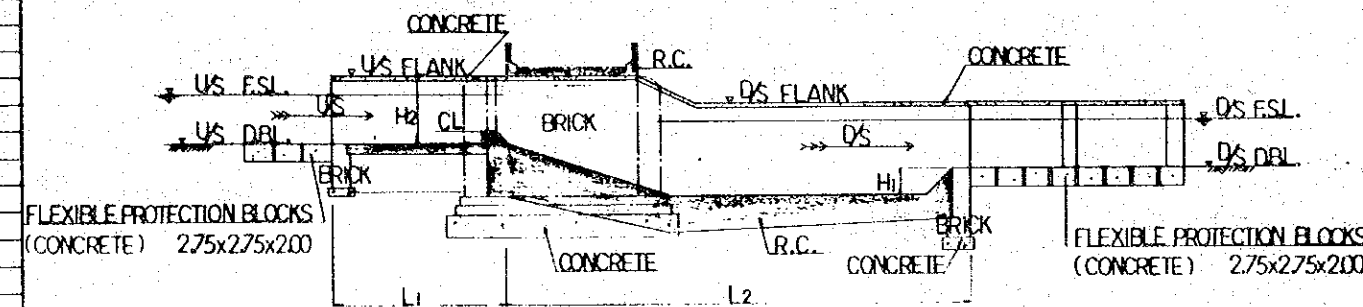 CONCRETE
U/S FLANK
R.C.
CONCRETE
U/S F.S.L.
D/S FLANK
U/S
H2
CL
BRICK
D/S F.S.L.
D/S
U/S D.B.L.
D/S D.B.L.
BRICK
H1
FLEXIBLE PROTECTION BLOCKS
(CONCRETE) 2.75x2.75x2.00
BRICK
R.C.
CONCRETE
CONCRETE
FLEXIBLE PROTECTION BLOCKS
(CONCRETE) 2.75x2.75x2.00
L1
L2